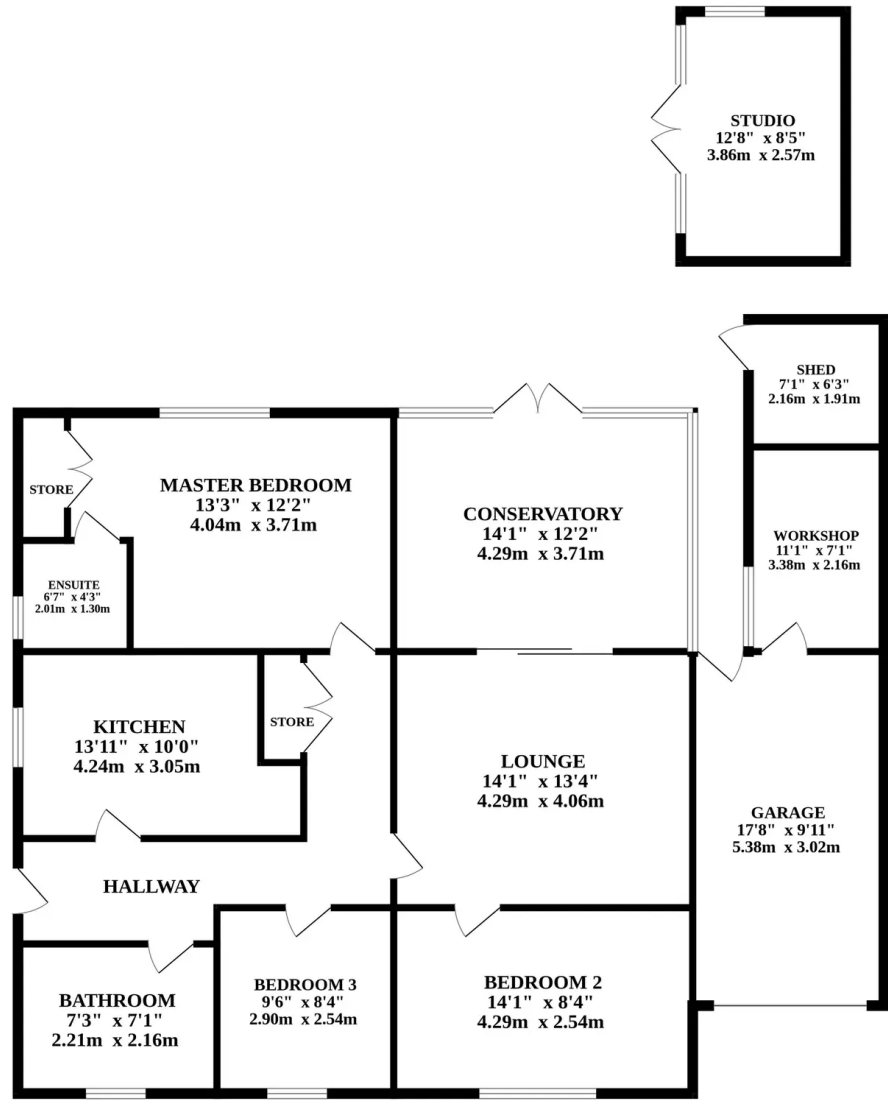 STUDIO
12'8" x 8'5"
3.86m x 2.57m
SHED
7'1" x 6'3"
2.16m x 1.91m
STORE
MASTER BEDROOM
13'3" x 12'2"
4.04m x 3.71m
CONSERVATORY
14'1" x 12'2"
4.29m x 3.71m
WORKSHOP
11'1" x 7'1"
3.38m x 2.16m
ENSUITE
6'7" x 4'3"
2.01m x 1.30m
KITCHEN
13'11" x 10'0"
4.24m x 3.05m
STORE
LOUNGE
14'1" x 13'4"
4.29m x 4.06m
GARAGE
17'8" x 9'11"
5.38m x 3.02m
HALLWAY
BATHROOM
7'3" x 7'1"
2.21m x 2.16m
BEDROOM 3
9'6" x 8'4"
2.90m x 2.54m
BEDROOM 2
14'1" x 8'4"
4.29m x 2.54m